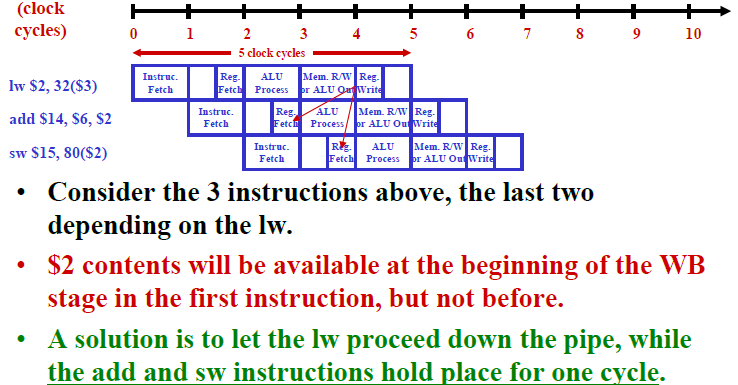 (clock
cycles)
0 1 2 3 4 5 6 7 8 9 10
5 clock cycles
lw $2, 32($3)
Instruc. Fetch
Reg. Fetch
ALU Process
Mem. R/W or ALU Out
Reg. Write
add $14, $6, $2
Instruc. Fetch
Reg. Fetch
ALU Process
Mem. R/W or ALU Out
Reg. Write
sw $15, 80($2)
Instruc. Fetch
Reg. Fetch
ALU Process
Mem. R/W or ALU Out
Reg. Write
• Consider the 3 instructions above, the last two
depending on the lw.
• $2 contents will be available at the beginning of the WB
stage in the first instruction, but not before.
• A solution is to let the lw proceed down the pipe, while
the add and sw instructions hold place for one cycle.